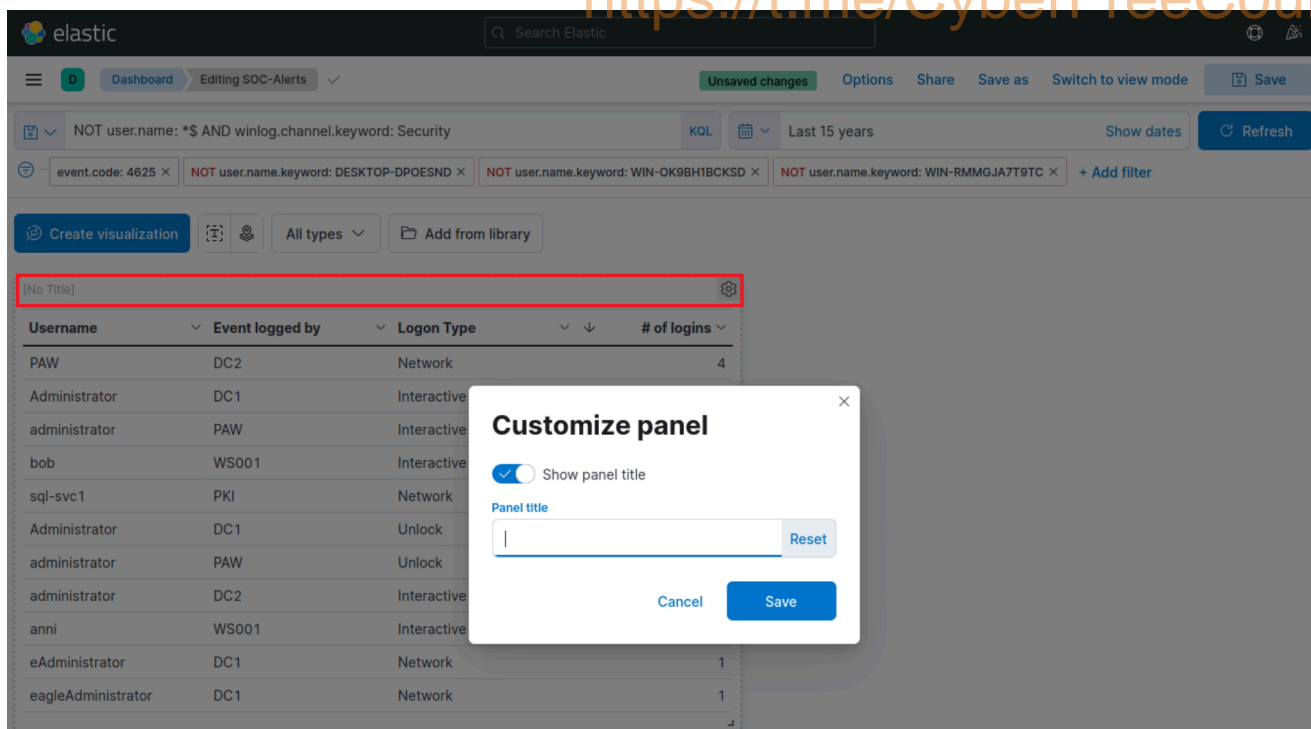 https://t.me/CyberFreeCou
elastic
Search Elastic
D Dashboard Editing SOC-Alerts Unsaved changes Options Share Save as Switch to view mode Save
NOT user.name: *$ AND winlog.channel.keyword: Security KQL Last 15 years Show dates Refresh
event.code: 4625 × NOT user.name.keyword: DESKTOP-DPOESND × NOT user.name.keyword: WIN-OK9BH1BCKSD × NOT user.name.keyword: WIN-RMMGJA7T9TC × + Add filter
Create visualization All types Add from library
[No Title]
Username Event logged by Logon Type # of logins
PAW DC2 Network 4
Administrator DC1 Interactive
administrator PAW Interactive
bob WS001 Interactive
sql-svc1 PKI Network
Administrator DC1 Unlock
administrator PAW Unlock
administrator DC2 Interactive
anni WS001 Interactive
eAdministrator DC1 Network 1
eagleAdministrator DC1 Network 1
Customize panel
Show panel title
Panel title
Reset
Cancel Save